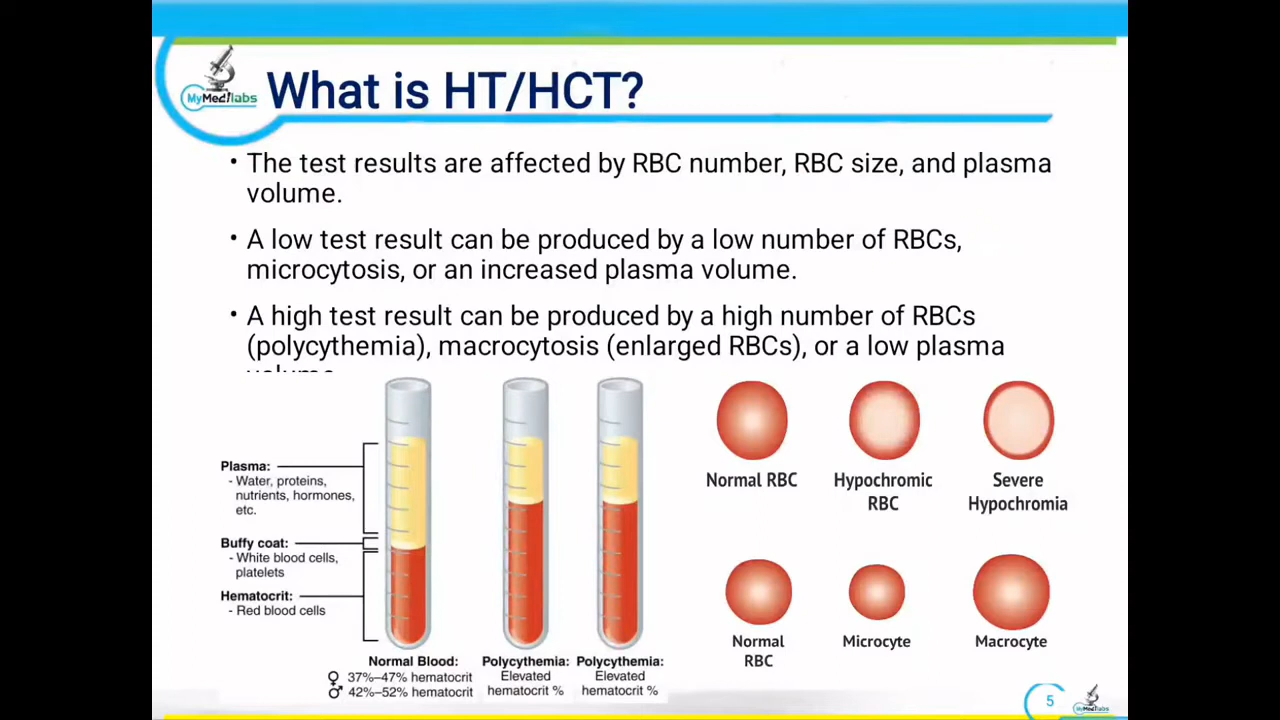 MyMedilabs
What is HT/HCT?
• The test results are affected by RBC number, RBC size, and plasma
volume.
• A low test result can be produced by a low number of RBCs,
microcytosis, or an increased plasma volume.
• A high test result can be produced by a high number of RBCs
(polycythemia), macrocytosis (enlarged RBCs), or a low plasma
volume
Plasma:
- Water, proteins,
nutrients, hormones,
etc.
Buffy coat:
- White blood cells,
platelets
Hematocrit:
- Red blood cells
Normal Blood:
♀ 37%–47% hematocrit
♂ 42%–52% hematocrit
Polycythemia:
Elevated
hematocrit %
Polycythemia:
Elevated
hematocrit %
Normal RBC
Hypochromic
RBC
Severe
Hypochromia
Normal
RBC
Microcyte
Macrocyte
5
MyMedilabs